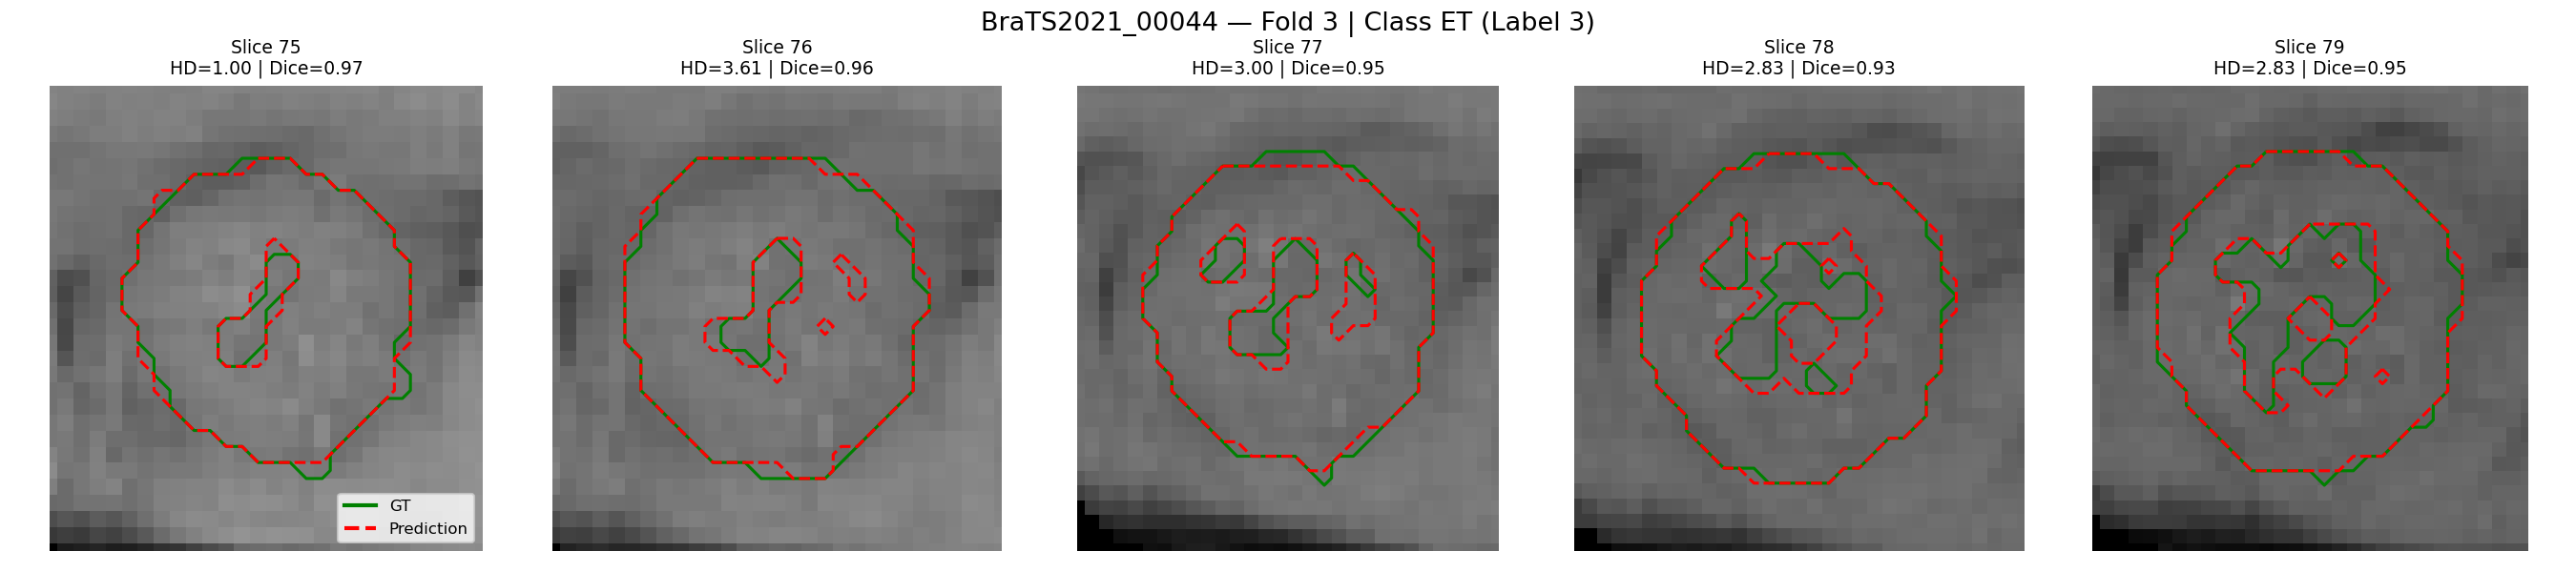 BraTS2021_00044 — Fold 3 | Class ET (Label 3)
Slice 75
HD=1.00 | Dice=0.97
Slice 76
HD=3.61 | Dice=0.96
Slice 77
HD=3.00 | Dice=0.95
Slice 78
HD=2.83 | Dice=0.93
Slice 79
HD=2.83 | Dice=0.95
GT
Prediction